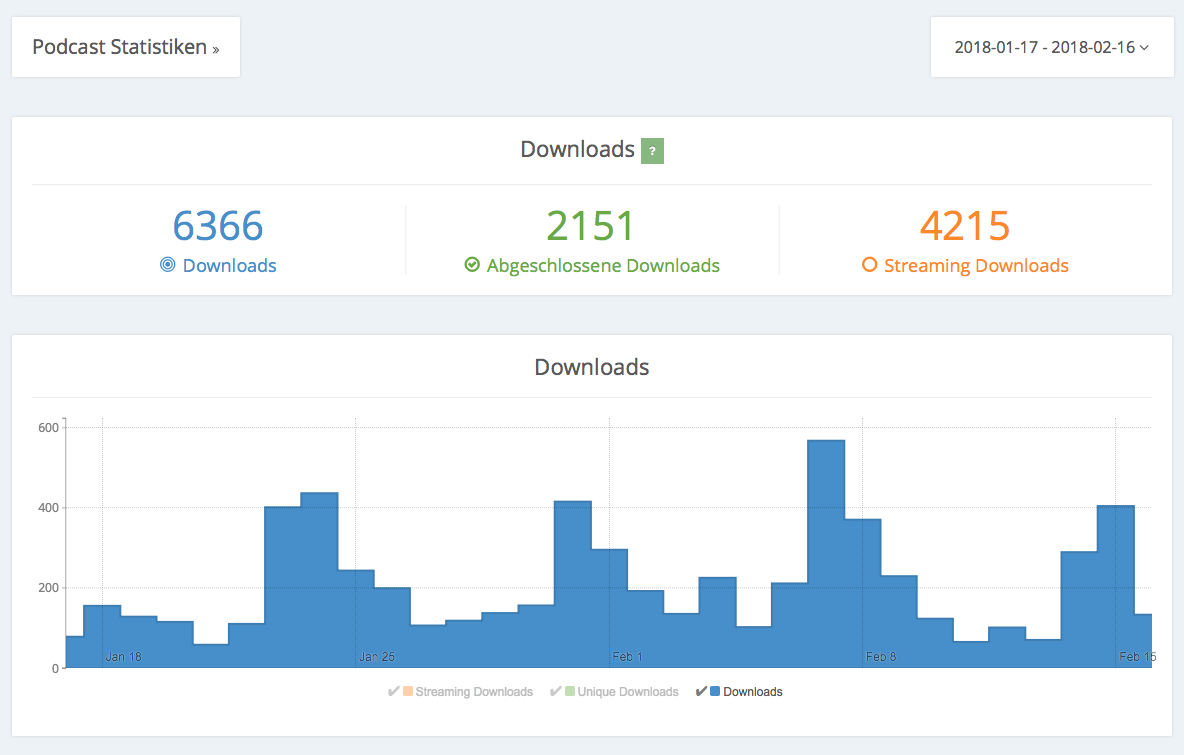 Podcast Statistiken »
2018-01-17 - 2018-02-16
Downloads ?
6366
2151
4215
Downloads
Abgeschlossene Downloads
Streaming Downloads
Downloads
600
400
200
0
Jan 18
Jan 25
Feb 1
Feb 8
Feb 15
Streaming Downloads
Unique Downloads
Downloads